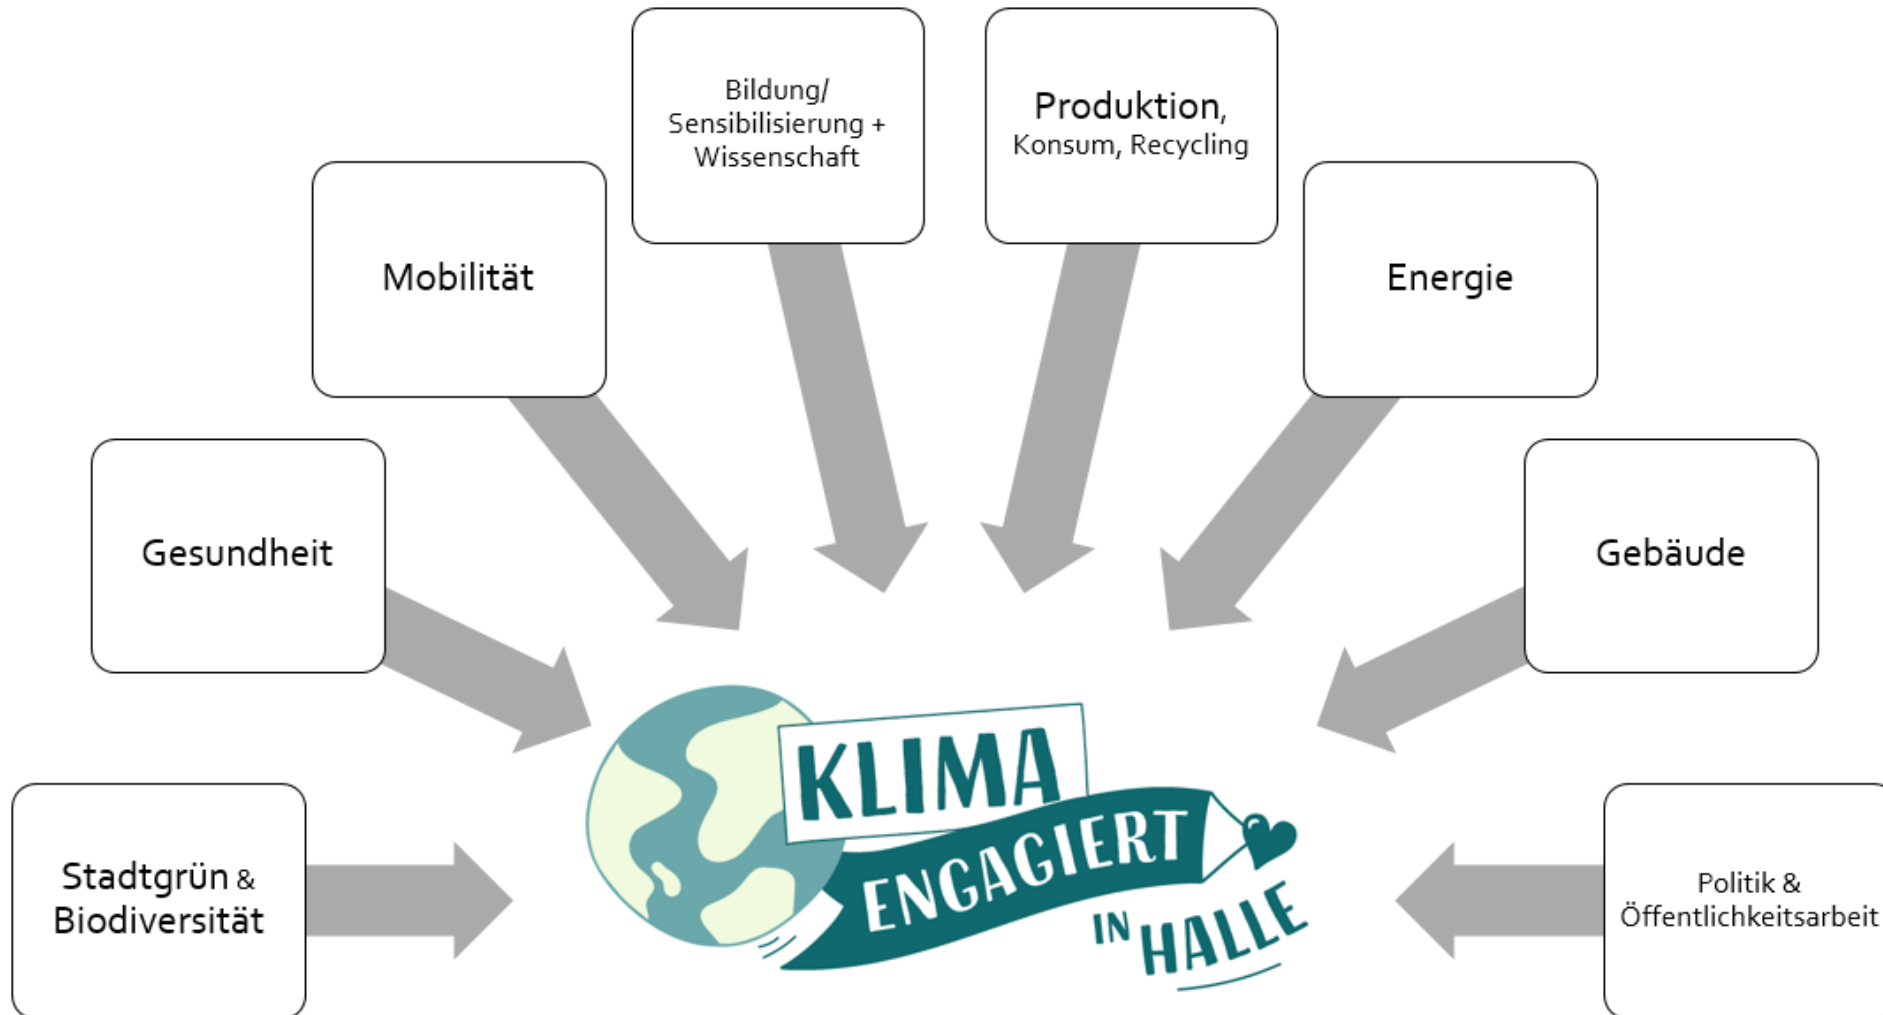 Bildung/
Sensibilisierung +
Wissenschaft
Produktion,
Konsum, Recycling
Mobilität
Energie
Gesundheit
Gebäude
Stadtgrün &
Biodiversität
KLIMA
ENGAGIERT
IN HALLE
Politik &
Öffentlichkeitsarbeit